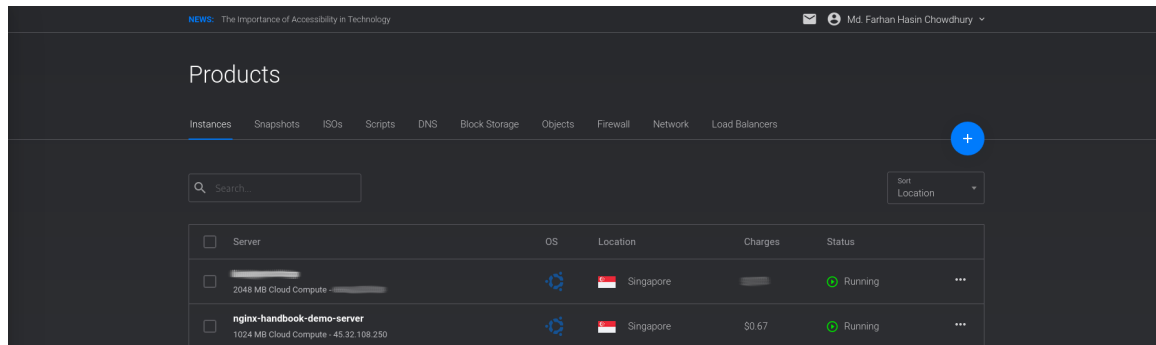 NEWS: The Importance of Accessibility in Technology
Md. Farhan Hasin Chowdhury
Products
Instances Snapshots ISOs Scripts DNS Block Storage Objects Firewall Network Load Balancers
+
Search...
Sort
Location
Server OS Location Charges Status
Singapore Running ...
2048 MB Cloud Compute -
nginx-handbook-demo-server
Singapore $0.67 Running ...
1024 MB Cloud Compute - 45.32.108.250